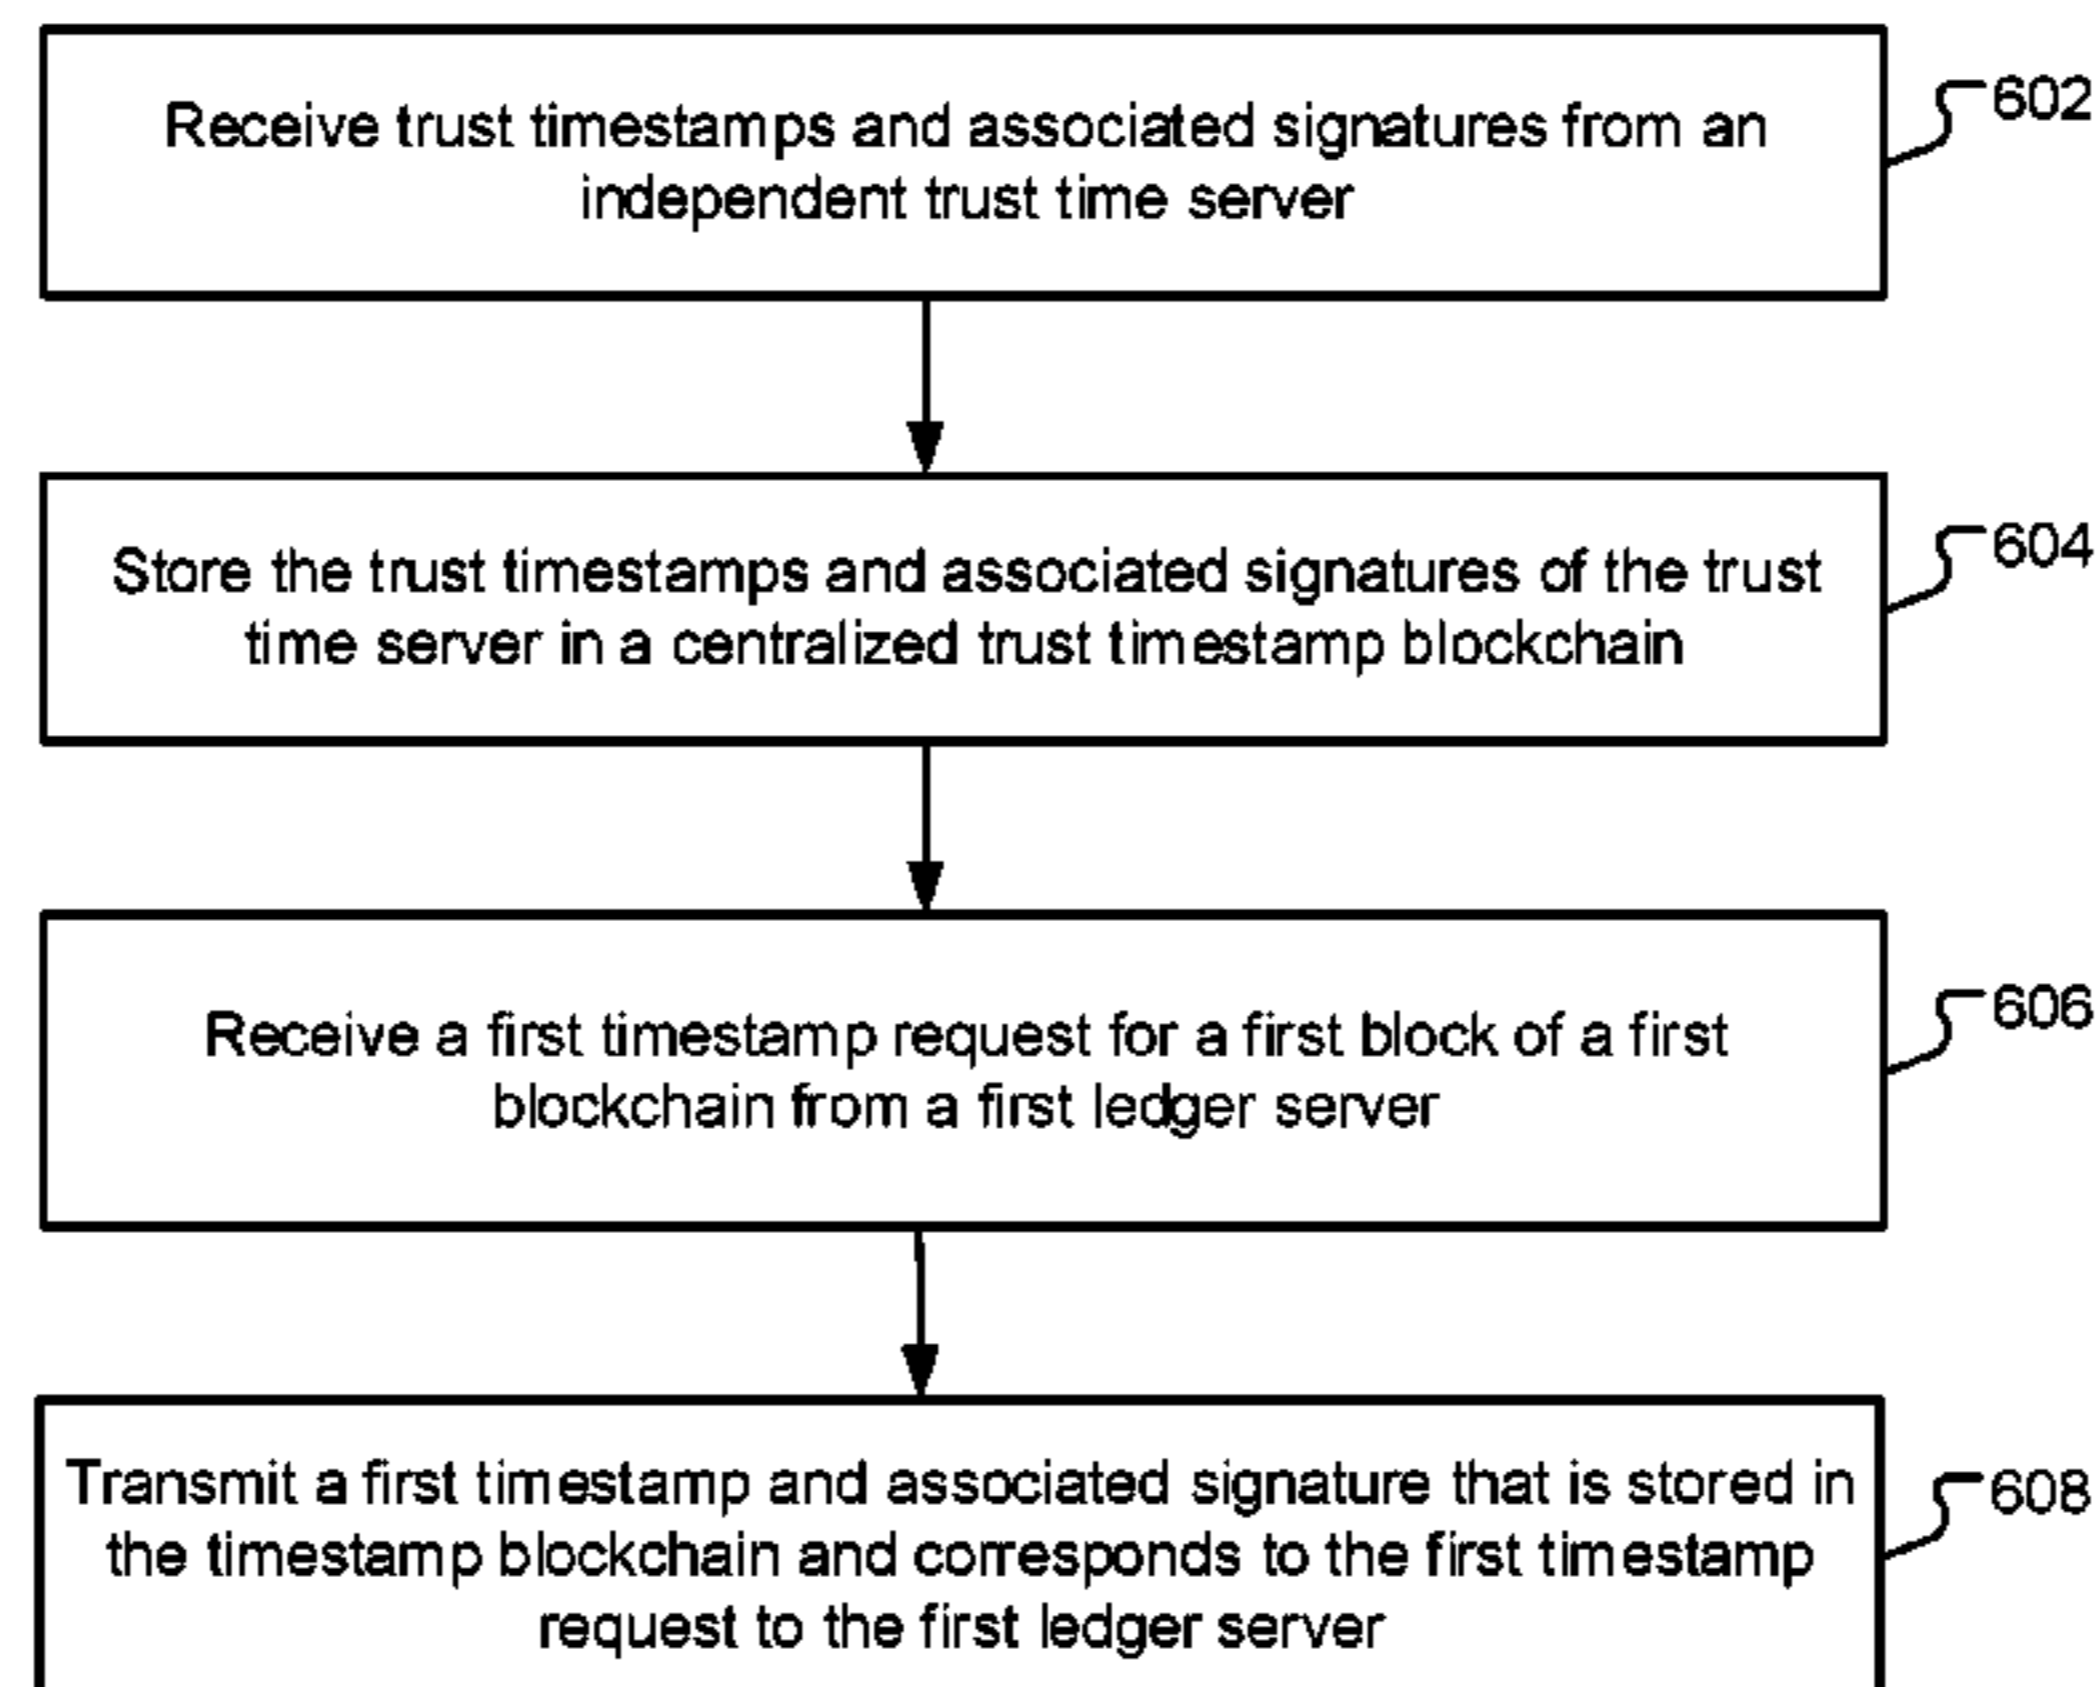 Receive trust timestamps and associated signatures from an
independent trust time server
602
Store the trust timestamps and associated signatures of the trust
time server in a centralized trust timestamp blockchain
604
Receive a first timestamp request for a first block of a first
blockchain from a first ledger server
606
Transmit a first timestamp and associated signature that is stored in
the timestamp blockchain and corresponds to the first timestamp
request to the first ledger server
608